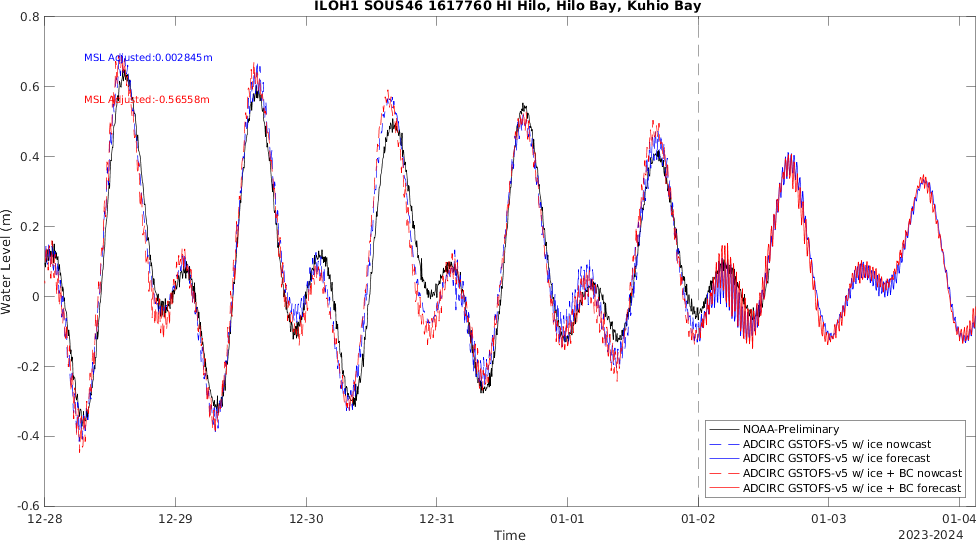 ILOH1 SOUS46 1617760 HI Hilo, Hilo Bay, Kuhio Bay
0.8
MSL Adjusted:0.002845m
0.6
MSL Adjusted:-0.56558m
0.4
0.2
Water Level (m)
0
-0.2
-0.4
-0.6
NOAA-Preliminary
ADCIRC GSTOFS-v5 w/ ice nowcast
ADCIRC GSTOFS-v5 w/ ice forecast
ADCIRC GSTOFS-v5 w/ ice + BC nowcast
ADCIRC GSTOFS-v5 w/ ice + BC forecast
12-28 12-29 12-30 12-31 01-01 01-02 01-03 01-04
Time
2023-2024